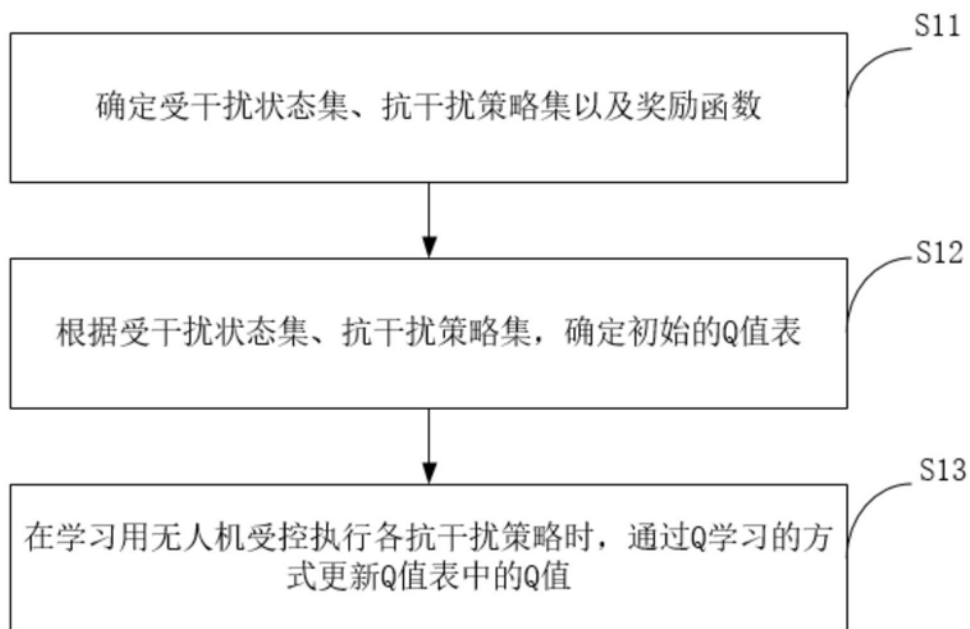 S11
确定受干扰状态集、抗干扰策略集以及奖励函数
S12
根据受干扰状态集、抗干扰策略集，确定初始的Q值表
S13
在学习用无人机受控执行各抗干扰策略时，通过Q学习的方
式更新Q值表中的Q值